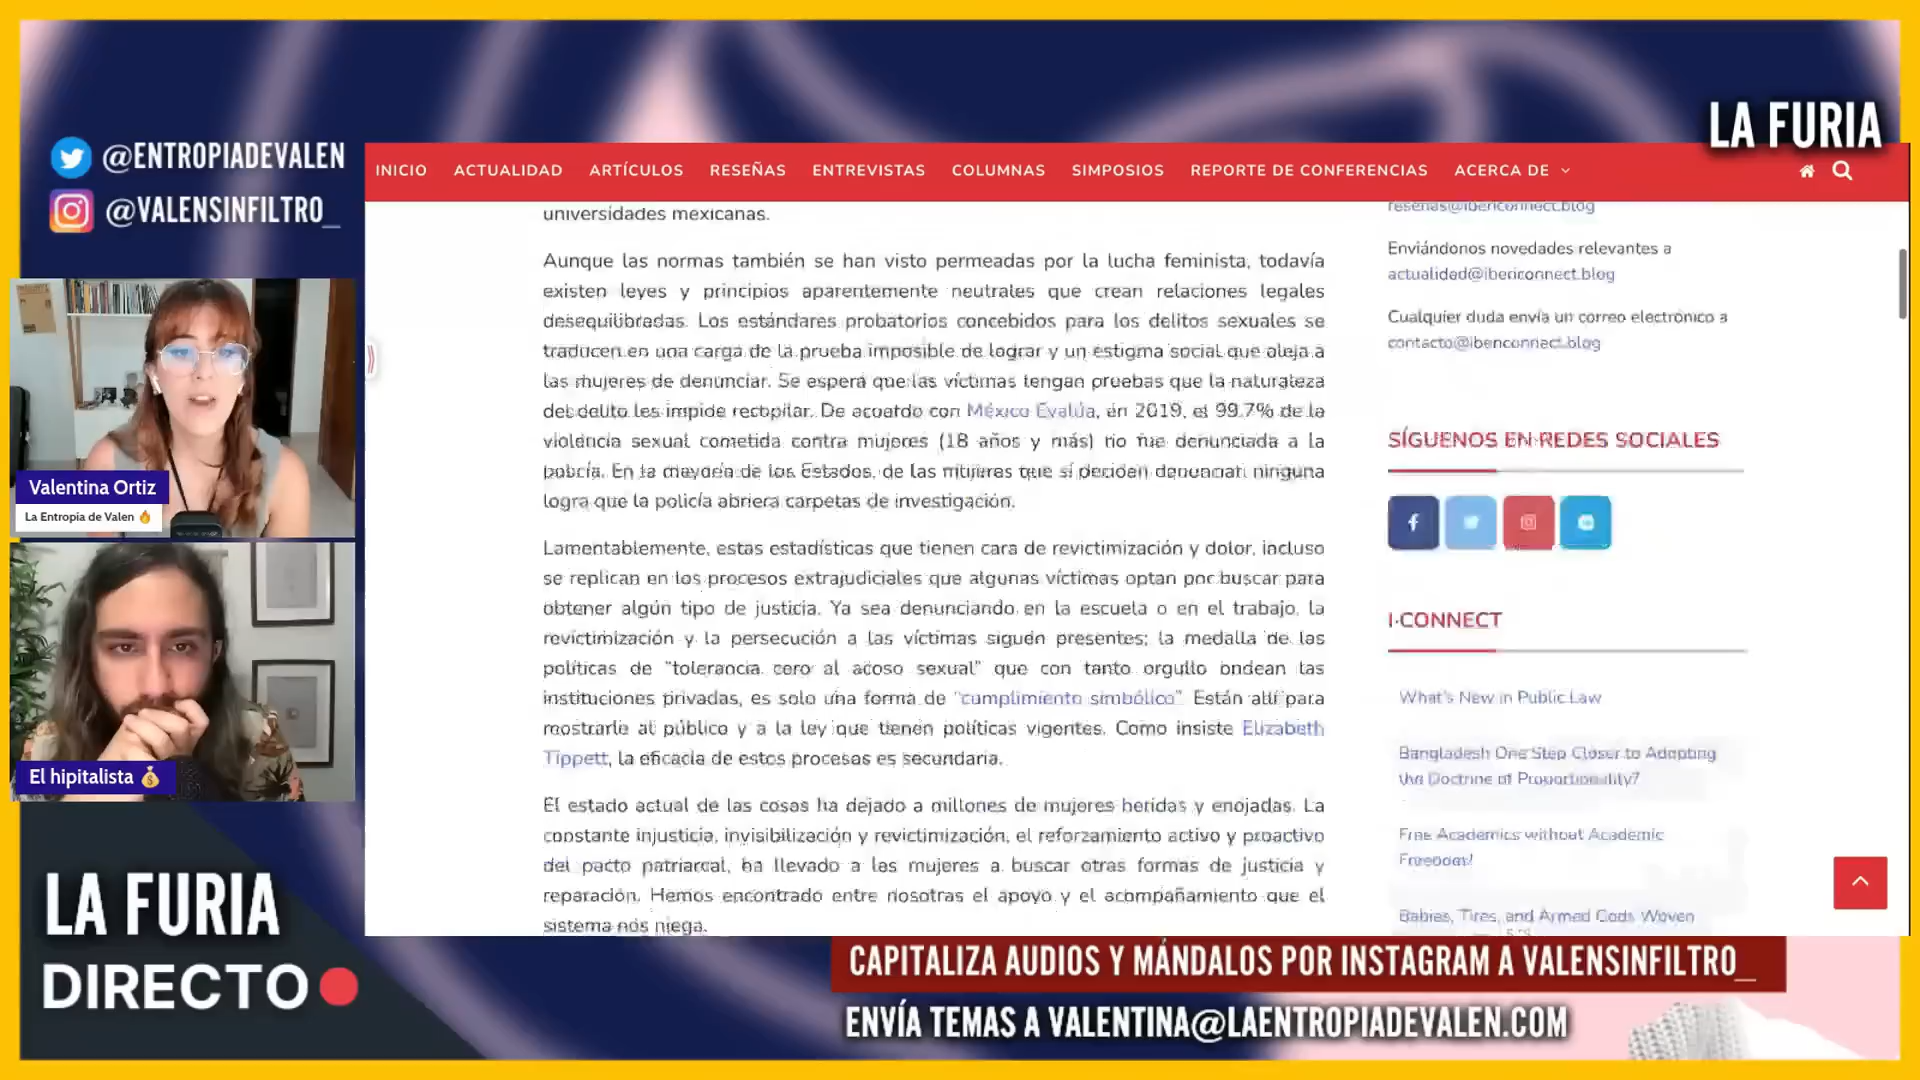 LA FURIA
@ENTROPIADEVALEN
@VALENSINFILTRO_
INICIO ACTUALIDAD ARTÍCULOS RESEÑAS ENTREVISTAS COLUMNAS SIMPOSIOS REPORTE DE CONFERENCIAS ACERCA DE
universidades mexicanas.
Aunque las normas también se han visto permeadas por la lucha feminista, todavía
existen leyes y principios aparentemente neutrales que crean relaciones legales
desequilibradas. Los estándares probatorios concebidos para los delitos sexuales se
traducen en una carga de la prueba imposible de lograr y un estigma social que aleja a
las mujeres de denunciar. Se espera que las víctimas tengan pruebas que la naturaleza
del delito les impide recopilar. De acuerdo con México Evalúa, en 2019, el 99.7% de la
violencia sexual cometida contra mujeres (18 años y más) no fue denunciada a la
policía. En la mayoría de los Estados, de las mujeres que sí deciden denunciar ninguna
logra que la policía abriera carpetas de investigación.
Lamentablemente, estas estadísticas que tienen cara de revictimización y dolor, incluso
se replican en los procesos extrajudiciales que algunas víctimas optan por buscar para
obtener algún tipo de justicia. Ya sea denunciando en la escuela o en el trabajo, la
revictimización y la persecución a las víctimas siguen presentes; la medalla de las
políticas de “tolerancia cero al acoso sexual” que con tanto orgullo ondean las
instituciones privadas, es solo una forma de “cumplimiento simbólico”. Están allí para
mostrarle al público y a la ley que tienen políticas vigentes. Como insiste Elizabeth
Tippett, la eficacia de estos procesos es secundaria.
El estado actual de las cosas ha dejado a millones de mujeres heridas y enojadas. La
constante injusticia, invisibilización y revictimización, el reforzamiento activo y proactivo
del pacto patriarcal, ha llevado a las mujeres a buscar otras formas de justicia y
reparación. Hemos encontrado entre nosotras el apoyo y el acompañamiento que el
sistema nos niega.
resenas@ibericonnect.blog
Enviándonos novedades relevantes a
actualidad@ibericonnect.blog
Cualquier duda envía un correo electrónico a
contacto@ibericonnect.blog
SÍGUENOS EN REDES SOCIALES
I·CONNECT
What's New in Public Law
Bangladesh One Step Closer to Adopting
the Doctrine of Proportionality?
Free Academics without Academic
Freedom?
Babies, Tires, and Armed Gods Woven
Valentina Ortiz
La Entropia de Valen
El hipitalista
LA FURIA
DIRECTO
CAPITALIZA AUDIOS Y MÁNDALOS POR INSTAGRAM A VALENSINFILTRO_
ENVÍA TEMAS A VALENTINA@LAENTROPIADEVALEN.COM